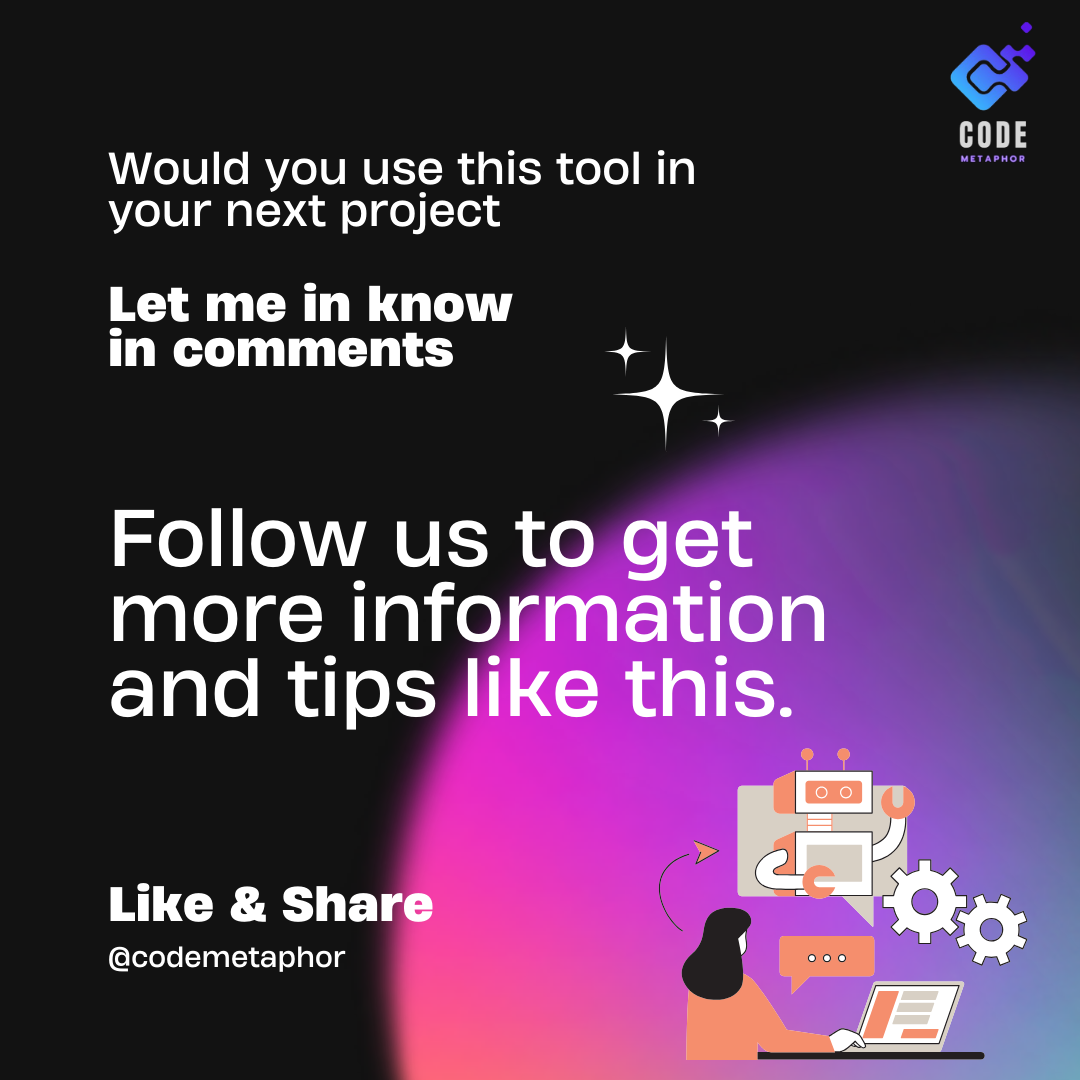 CODE
METAPHOR
Would you use this tool in
your next project
Let me in know
in comments
Follow us to get
more information
and tips like this.
Like & Share
@codemetaphor